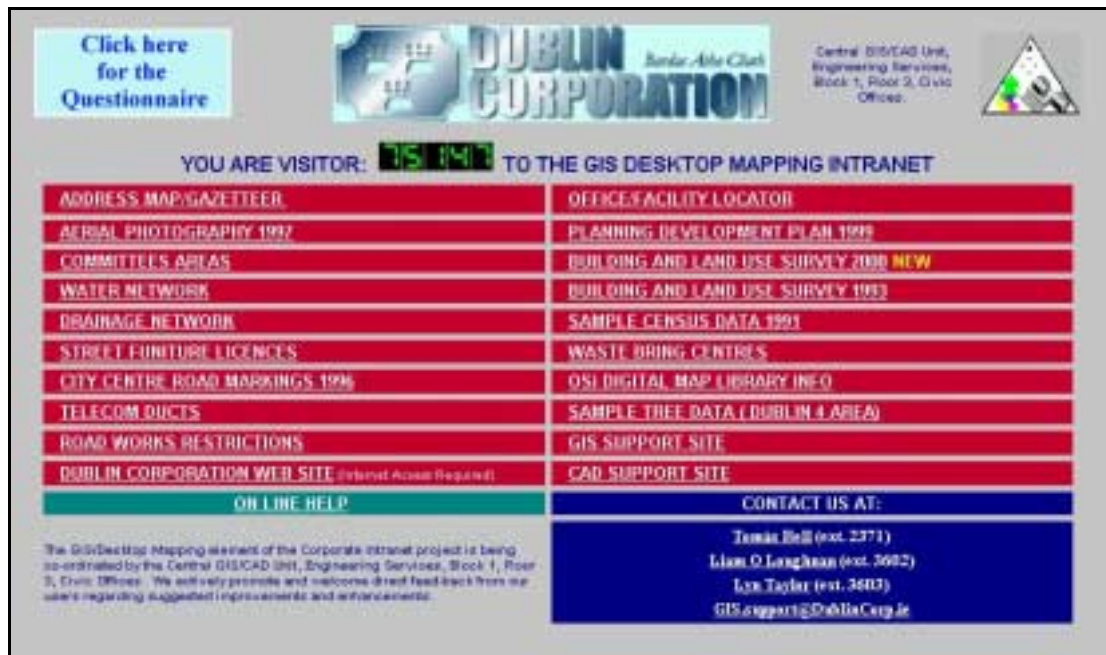 Click here
for the
Questionnaire
DUBLIN
CORPORATION
Bardas Átha Cliath
Central GIS/CAD Unit,
Engineering Services,
Block 1, Floor 3, Civic
Offices.
YOU ARE VISITOR: 75147 TO THE GIS DESKTOP MAPPING INTRANET
ADDRESS MAP/GAZETTEER
OFFICE/FACILITY LOCATOR
AERIAL PHOTOGRAPHY 1997
PLANNING DEVELOPMENT PLAN 1999
COMMITTEES AREAS
BUILDING AND LAND USE SURVEY 2000 NEW
WATER NETWORK
BUILDING AND LAND USE SURVEY 1993
DRAINAGE NETWORK
SAMPLE CENSUS DATA 1991
STREET FUNITURE LICENCES
WASTE BRING CENTRES
CITY CENTRE ROAD MARKINGS 1996
OSI DIGITAL MAP LIBRARY INFO
TELECOM DUCTS
SAMPLE TREE DATA ( DUBLIN 4 AREA)
ROAD WORKS RESTRICTIONS
GIS SUPPORT SITE
DUBLIN CORPORATION WEB SITE (Internet Access Required)
CAD SUPPORT SITE
ON LINE HELP
CONTACT US AT:
The GIS/Desktop Mapping element of the Corporate Intranet project is being
co-ordinated by the Central GIS/CAD Unit, Engineering Services, Block 1, Floor
3, Civic Offices. We actively promote and welcome direct feed-back from our
users regarding suggested improvements and enhancements.
Tomás (ext. 2371)
Liam O Loughnan (ext. 3602)
Lyn Taylor (ext. 3603)
GIS.support@DublinCorp.ie